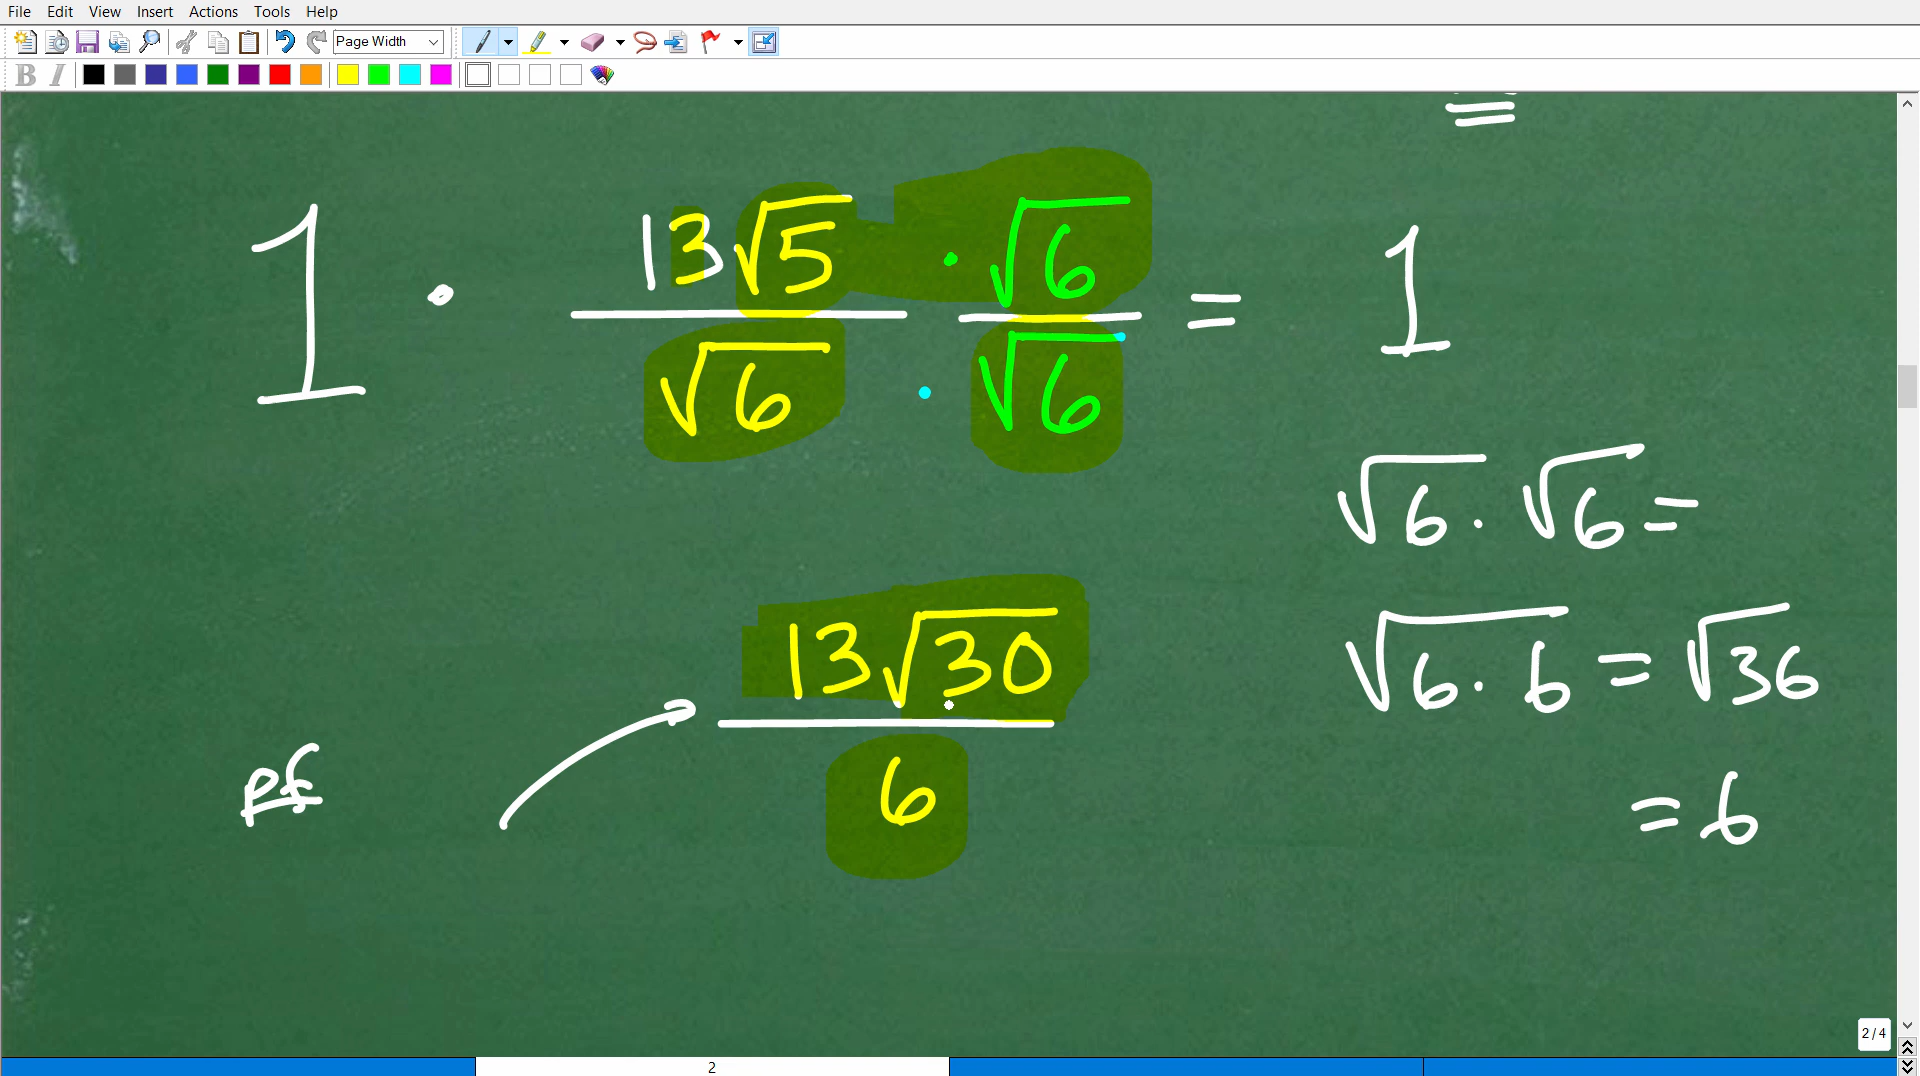 File Edit View Insert Actions Tools Help
Page Width
B I
1 · 13√5 / √6 · √6 / √6 = 1
√6 · √6 =
13√30 / 6
√6 · 6 = √36
= 6
2 / 4
2